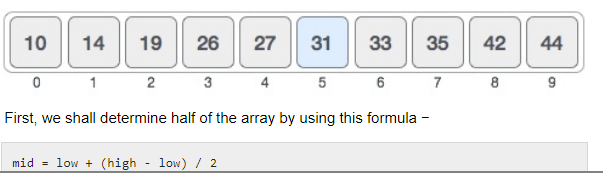 10 14 19 26 27 31 33 35 42 44
0 1 2 3 4 5 6 7 8 9
First, we shall determine half of the array by using this formula −
mid = low + (high - low) / 2